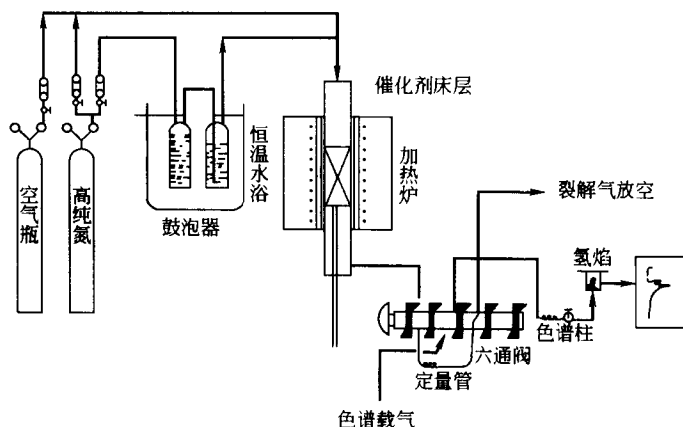 催化剂床层
空气瓶
高纯氮
恒温水浴
加热炉
鼓泡器
裂解气放空
氢焰
色谱柱
六通阀
定量管
色谱载气